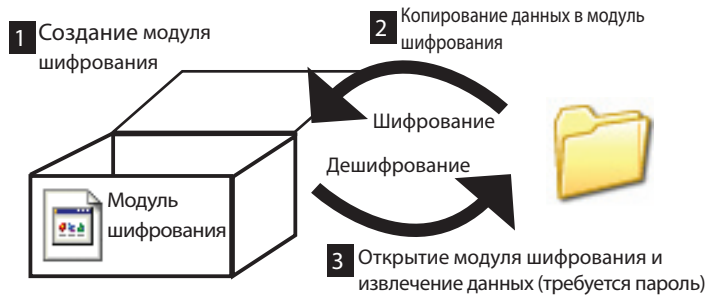 1 Создание модуля
шифрования
2 Копирование данных в модуль
шифрования
Шифрование
Дешифрование
Модуль
шифрования
3 Открытие модуля шифрования и
извлечение данных (требуется пароль)